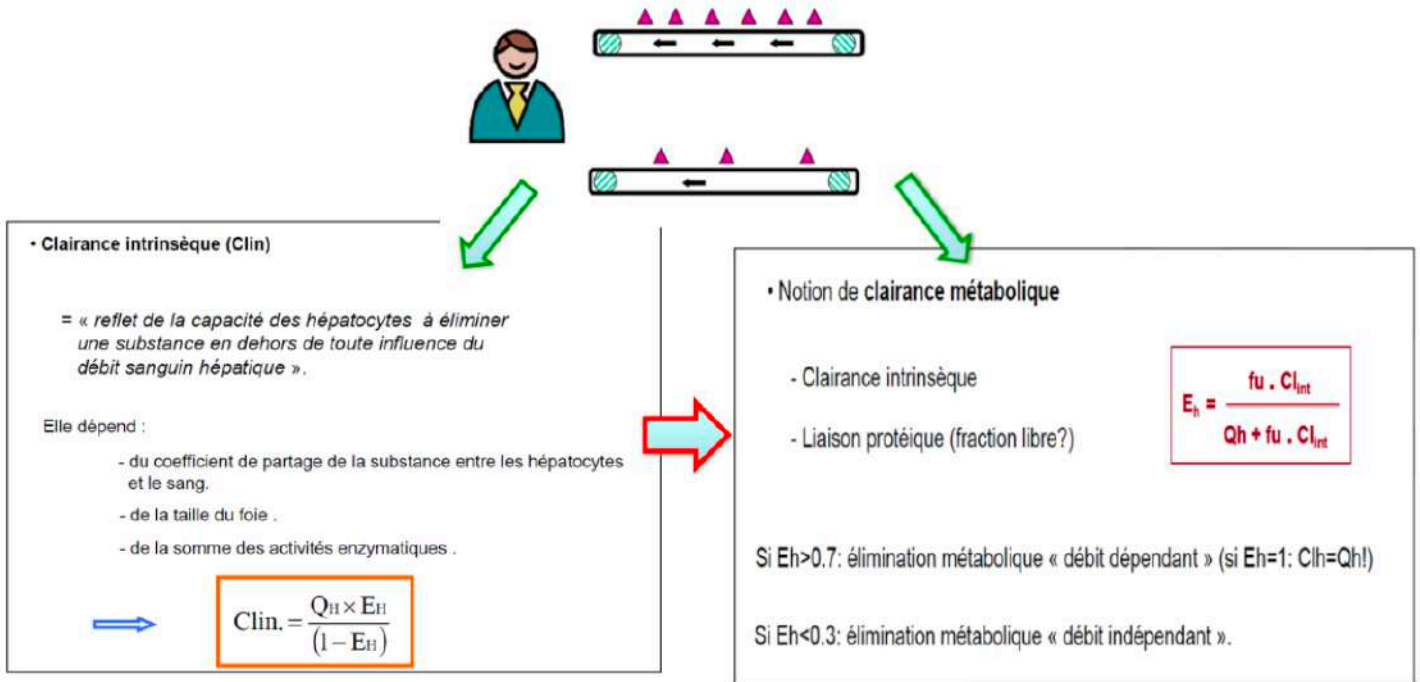 • Clairance intrinsèque (Clin)
= « reflet de la capacité des hépatocytes à éliminer
une substance en dehors de toute influence du
débit sanguin hépatique ».
Elle dépend :
- du coefficient de partage de la substance entre les hépatocytes
et le sang.
- de la taille du foie .
- de la somme des activités enzymatiques .
Clin. = (QH × EH) / (1 – EH)
• Notion de clairance métabolique
- Clairance intrinsèque
- Liaison protéique (fraction libre?)
Eh = (fu . Clint) / (Qh + fu . Clint)
Si Eh>0.7: élimination métabolique « débit dépendant » (si Eh=1: Clh=Qh!)
Si Eh<0.3: élimination métabolique « débit indépendant ».